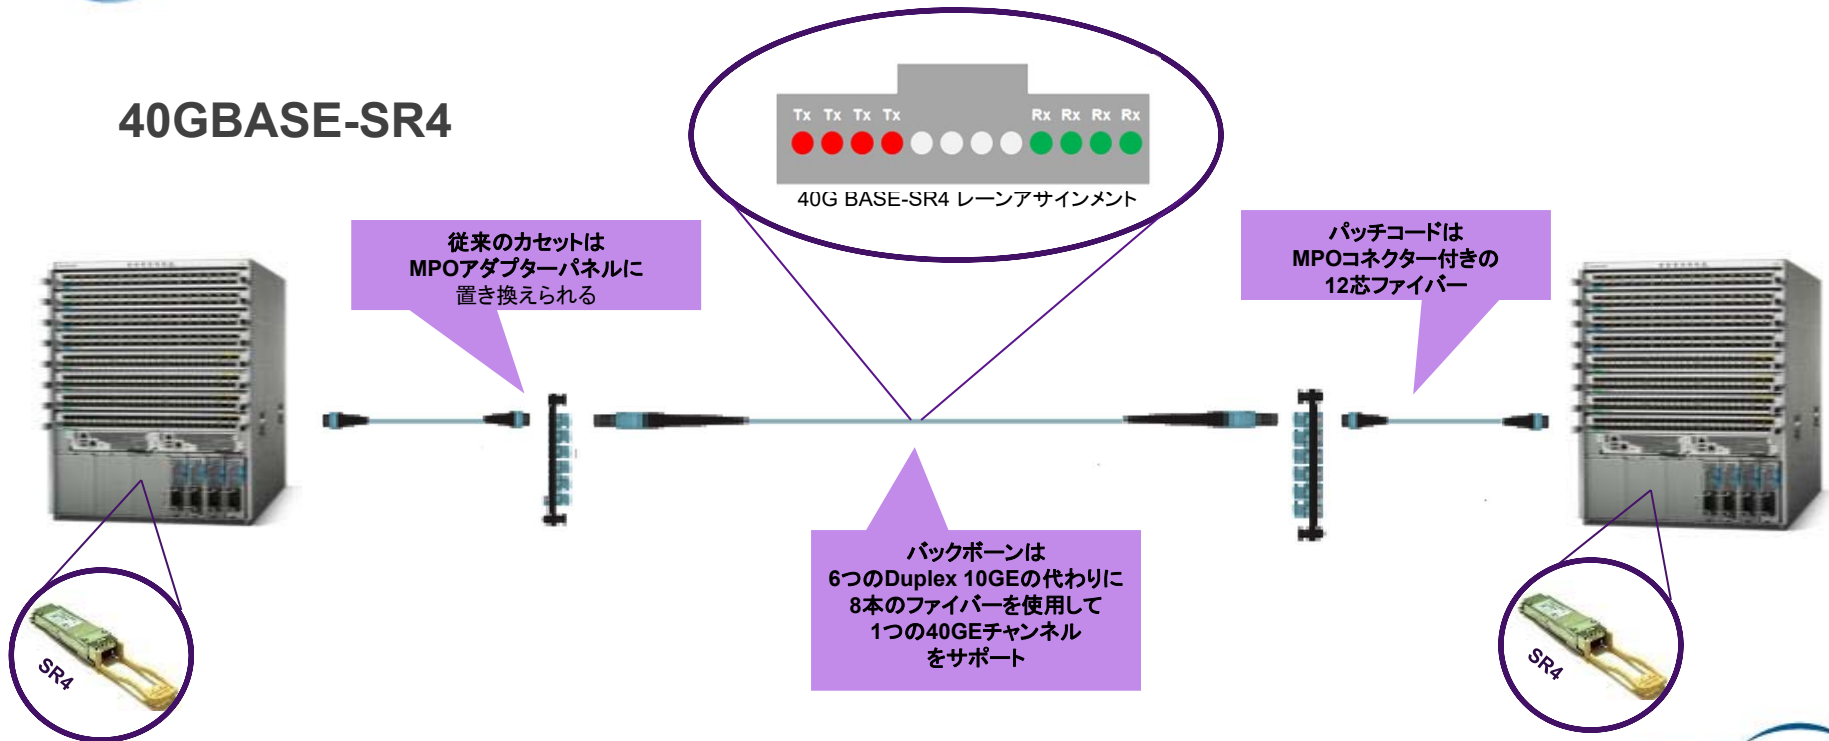 40GBASE-SR4
Tx Tx Tx Tx Rx Rx Rx Rx
40G BASE-SR4 レーンアサインメント
従来のカセットは
MPOアダプターパネルに
置き換えられる
パッチコードは
MPOコネクター付きの
12芯ファイバー
バックボーンは
6つのDuplex 10GEの代わりに
8本のファイバーを使用して
1つの40GEチャンネル
をサポート
SR4
SR4